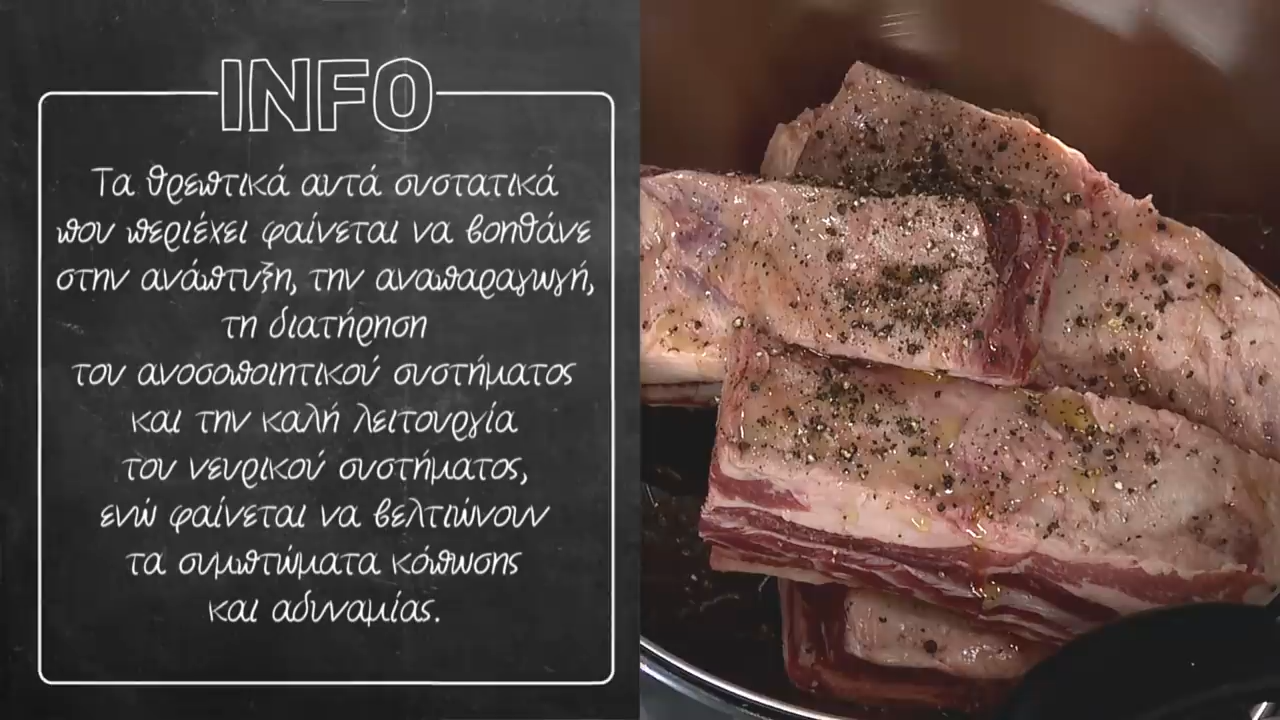 INFO
Τα θρεπτικά αυτά συστατικά
που περιέχει φαίνεται να βοηθάνε
στην ανάπτυξη, την αναπαραγωγή,
τη διατήρηση
του ανοσοποιητικού συστήματος
και την καλή λειτουργία
του νευρικού συστήματος,
ενώ φαίνεται να βελτιώνουν
τα συμπτώματα κόπωσης
και αδυναμίας.